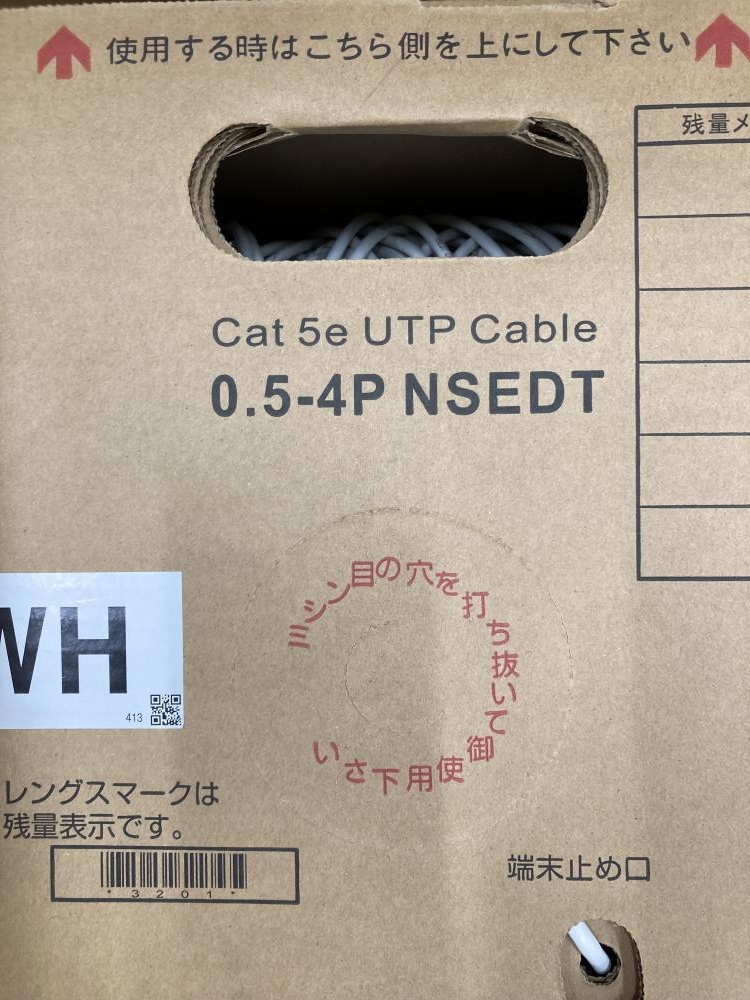 使用する時はこちら側を上にして下さい
残量メ
Cat 5e UTP Cable
0.5-4P NSEDT
ミシン目の穴を打ち抜いて御使用下さい
WH
413
レングスマークは
残量表示です。
*3201*
端末止め口